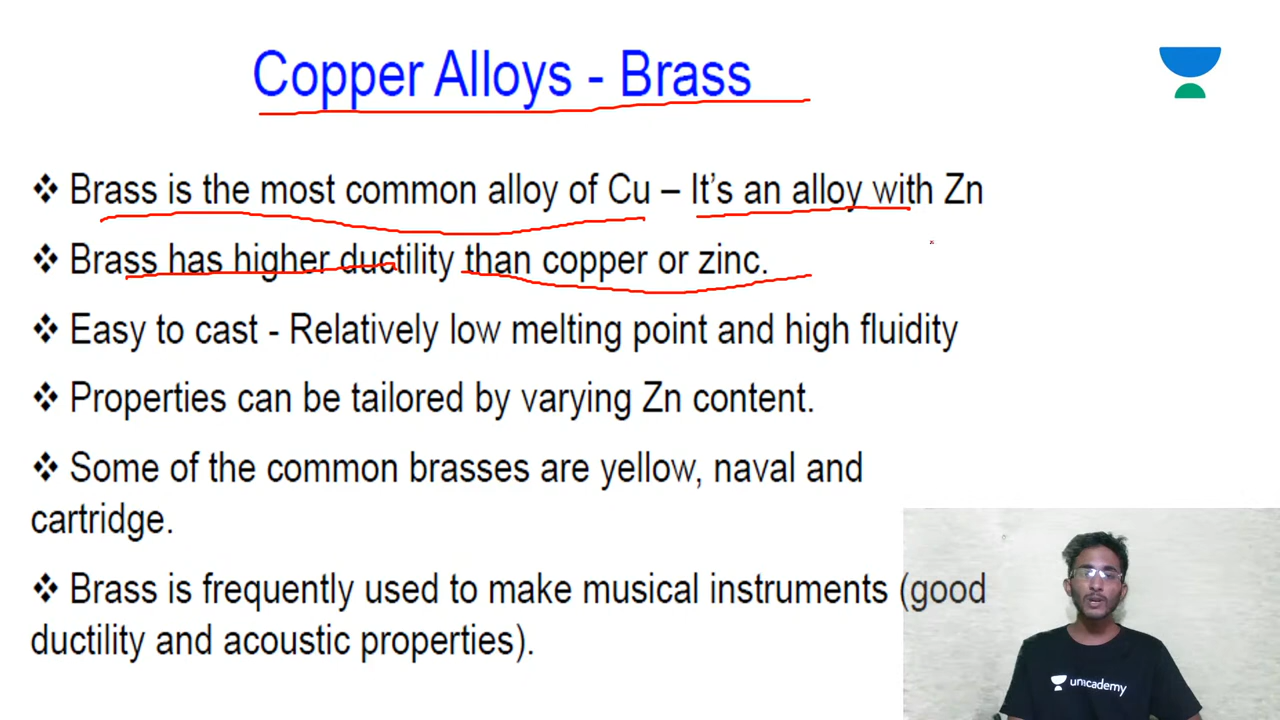 Copper Alloys - Brass
❖ Brass is the most common alloy of Cu – It's an alloy with Zn
❖ Brass has higher ductility than copper or zinc.
❖ Easy to cast - Relatively low melting point and high fluidity
❖ Properties can be tailored by varying Zn content.
❖ Some of the common brasses are yellow, naval and
cartridge.
❖ Brass is frequently used to make musical instruments (good
ductility and acoustic properties).
unacademy